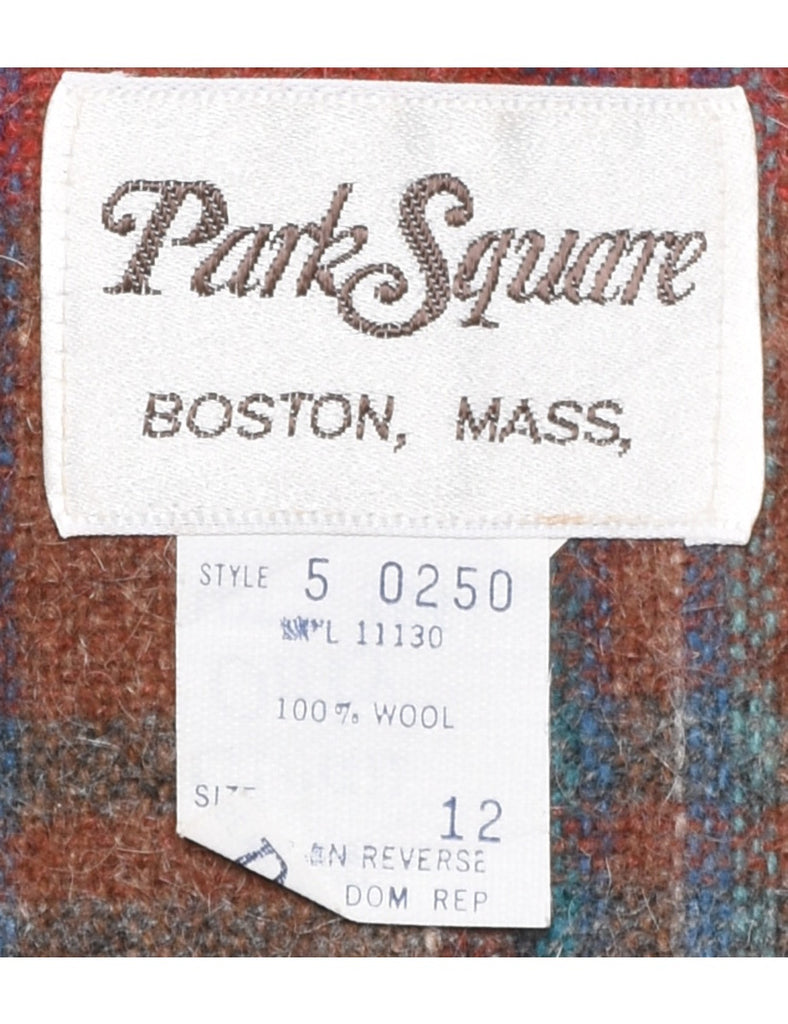 Park Square
BOSTON, MASS,
STYLE 5 0250
11130
100% WOOL
12
REVERSE
DOM REP